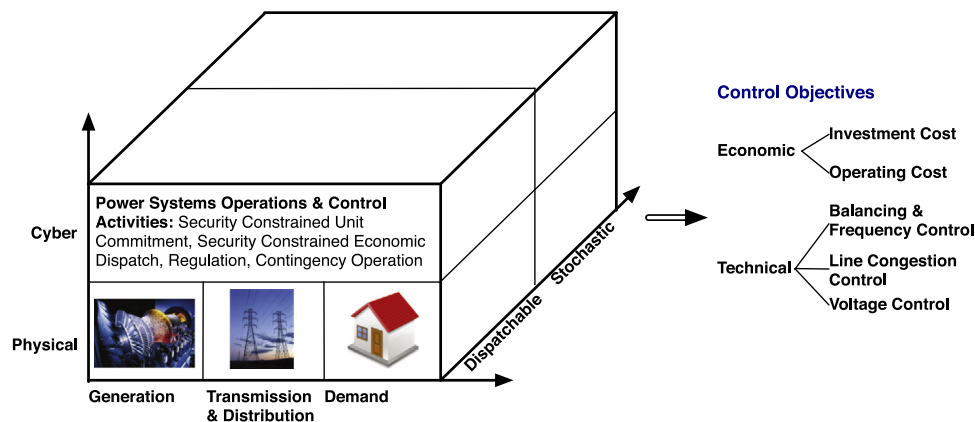 Control Objectives
Economic
Investment Cost
Operating Cost
Technical
Balancing &
Frequency Control
Line Congestion
Control
Voltage Control
Cyber
Power Systems Operations & Control
Activities: Security Constrained Unit
Commitment, Security Constrained Economic
Dispatch, Regulation, Contingency Operation
Physical
Generation
Transmission
& Distribution
Demand
Dispatchable
Stochastic